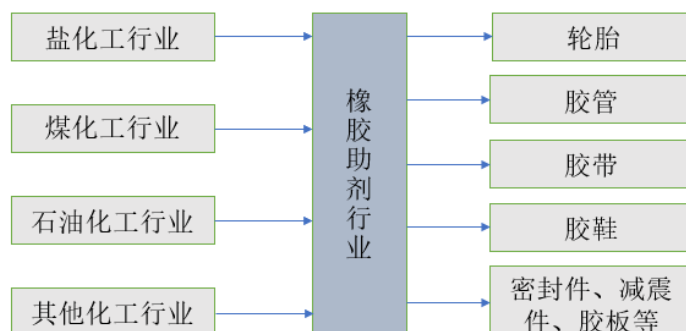 盐化工行业
煤化工行业
石油化工行业
其他化工行业
橡胶助剂行业
轮胎
胶管
胶带
胶鞋
密封件、减震
件、胶板等